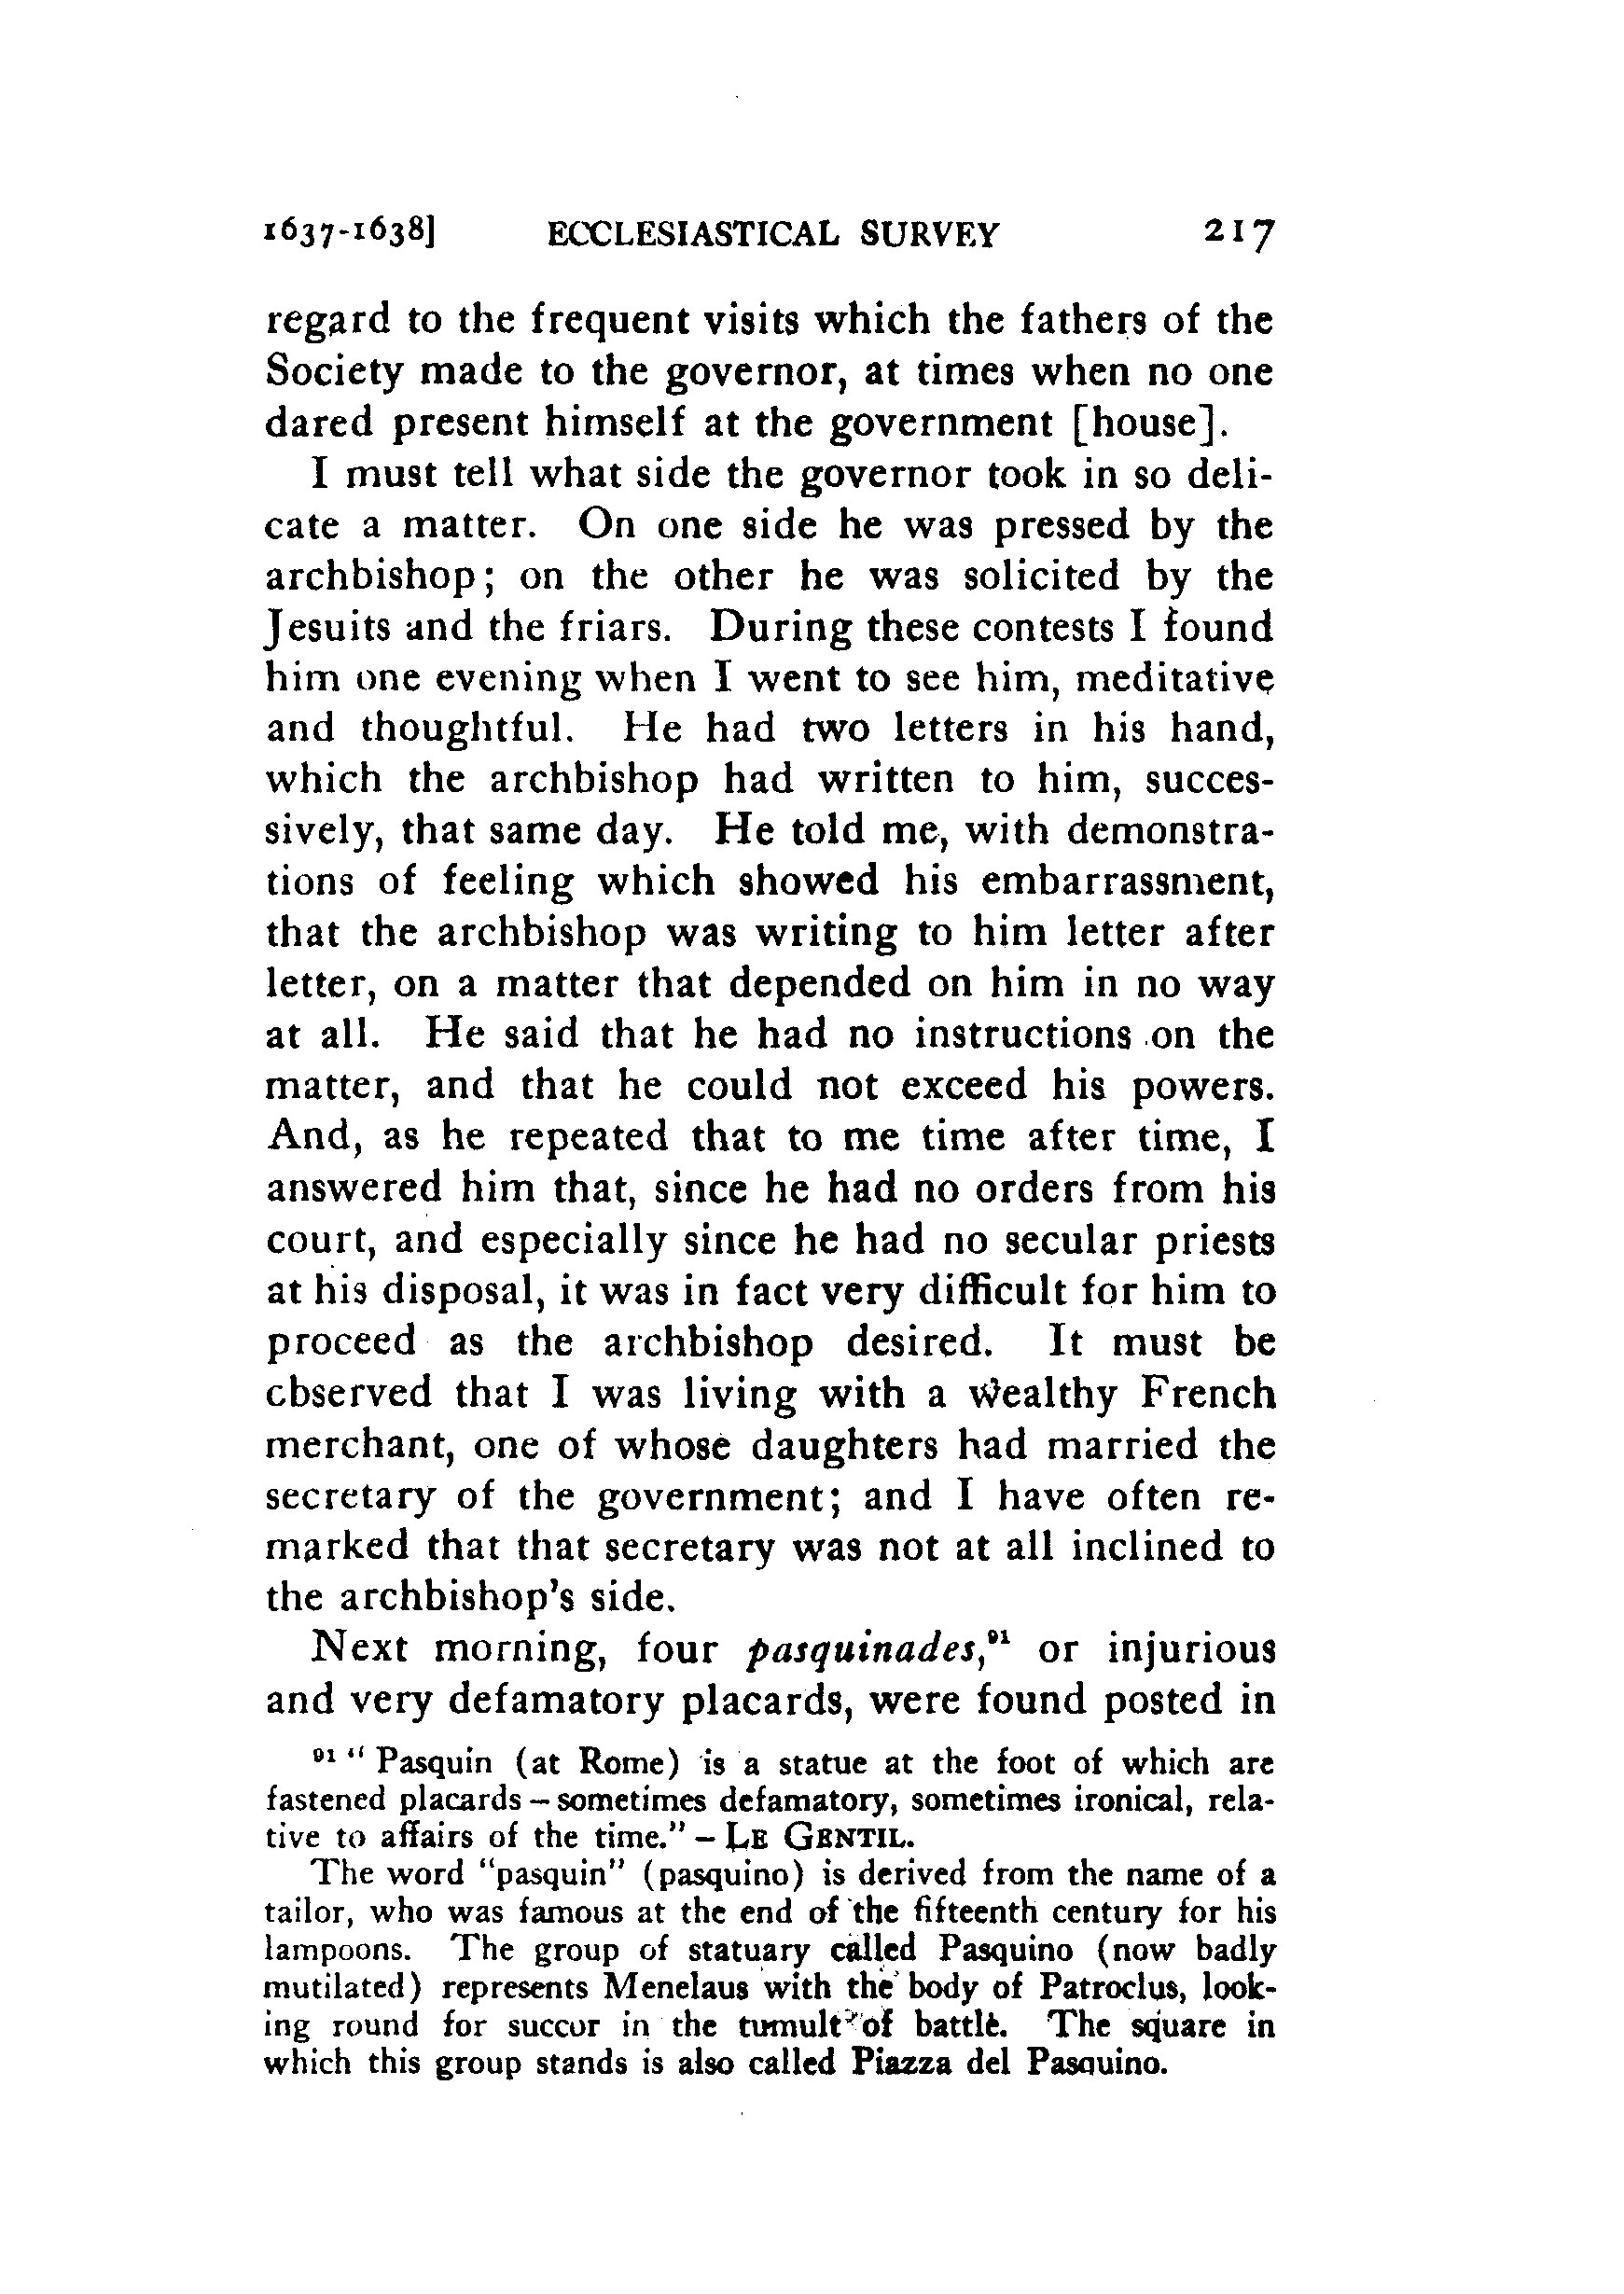 1637-1638] ECCLESIASTICAL SURVEY 217
regard to the frequent visits which the fathers of the
Society made to the governor, at times when no one
dared present himself at the government [house].
I must tell what side the governor took in so deli-
cate a matter. On one side he was pressed by the
archbishop; on the other he was solicited by the
Jesuits and the friars. During these contests I found
him one evening when I went to see him, meditative
and thoughtful. He had two letters in his hand,
which the archbishop had written to him, succes-
sively, that same day. He told me, with demonstra-
tions of feeling which showed his embarrassment,
that the archbishop was writing to him letter after
letter, on a matter that depended on him in no way
at all. He said that he had no instructions on the
matter, and that he could not exceed his powers.
And, as he repeated that to me time after time, I
answered him that, since he had no orders from his
court, and especially since he had no secular priests
at his disposal, it was in fact very difficult for him to
proceed as the archbishop desired. It must be
observed that I was living with a wealthy French
merchant, one of whose daughters had married the
secretary of the government; and I have often re-
marked that that secretary was not at all inclined to
the archbishop's side.
Next morning, four pasquinades,⁹¹ or injurious
and very defamatory placards, were found posted in
⁹¹ "Pasquin (at Rome) is a statue at the foot of which are
fastened placards – sometimes defamatory, sometimes ironical, rela-
tive to affairs of the time." – LE GENTIL.
The word "pasquin" (pasquino) is derived from the name of a
tailor, who was famous at the end of the fifteenth century for his
lampoons. The group of statuary called Pasquino (now badly
mutilated) represents Menelaus with the body of Patroclus, look-
ing round for succor in the tumult of battle. The square in
which this group stands is also called Piazza del Pasquino.